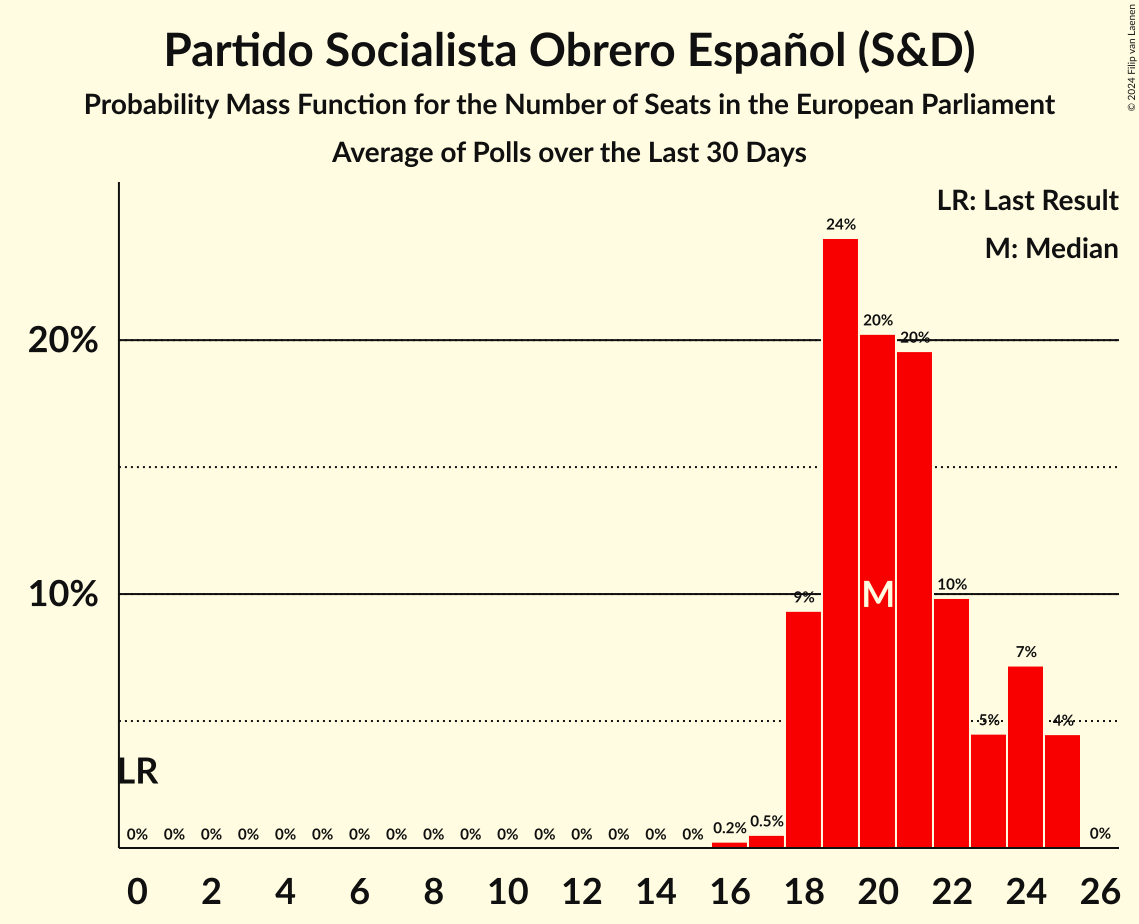 Partido Socialista Obrero Español (S&D)
Probability Mass Function for the Number of Seats in the European Parliament
Average of Polls over the Last 30 Days
© 2024 Filip van Laenen
LR: Last Result
M: Median
24%
20%
20%
20%
10%
9%
M
10%
7%
5%
4%
LR
0% 0% 0% 0% 0% 0% 0% 0% 0% 0% 0% 0% 0% 0% 0% 0% 0.2% 0.5% 0%
0 2 4 6 8 10 12 14 16 18 20 22 24 26